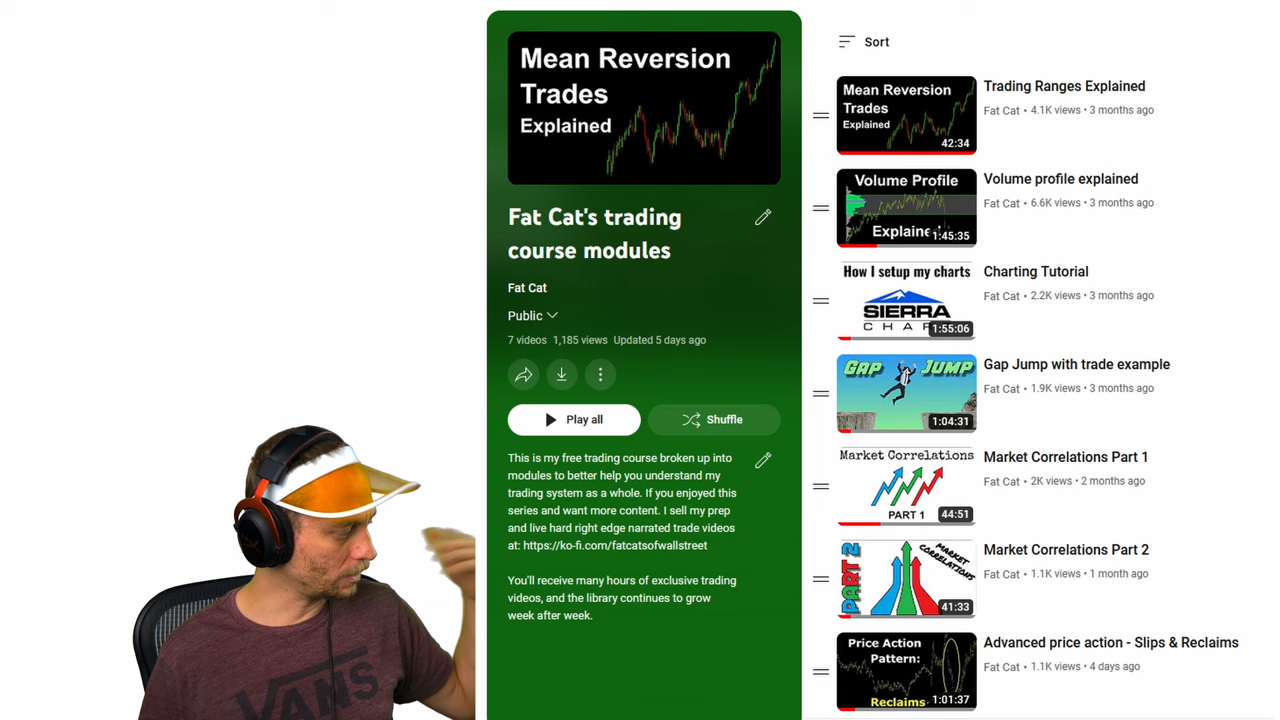 Mean Reversion
Trades
Explained
Fat Cat's trading
course modules
Fat Cat
Public
7 videos 1,185 views Updated 5 days ago
Play all
Shuffle
This is my free trading course broken up into
modules to better help you understand my
trading system as a whole. If you enjoyed this
series and want more content. I sell my prep
and live hard right edge narrated trade videos
at: https://ko-fi.com/fatcatsofwallstreet
You'll receive many hours of exclusive trading
videos, and the library continues to grow
week after week.
Sort
Mean Reversion
Trades
Explained
42:34
Trading Ranges Explained
Fat Cat • 4.1K views • 3 months ago
Volume Profile
Explaine
1:45:35
Volume profile explained
Fat Cat • 6.6K views • 3 months ago
How I setup my charts
SIERRA
CHAR
1:55:06
Charting Tutorial
Fat Cat • 2.2K views • 3 months ago
GAP JUMP
1:04:31
Gap Jump with trade example
Fat Cat • 1.9K views • 3 months ago
Market Correlations
PART 1
44:51
Market Correlations Part 1
Fat Cat • 2K views • 2 months ago
PART 2
MARKET
CORRELATIONS
41:33
Market Correlations Part 2
Fat Cat • 1.1K views • 1 month ago
Price Action
Pattern:
Reclaims
1:01:37
Advanced price action - Slips & Reclaims
Fat Cat • 1.1K views • 4 days ago
VANS